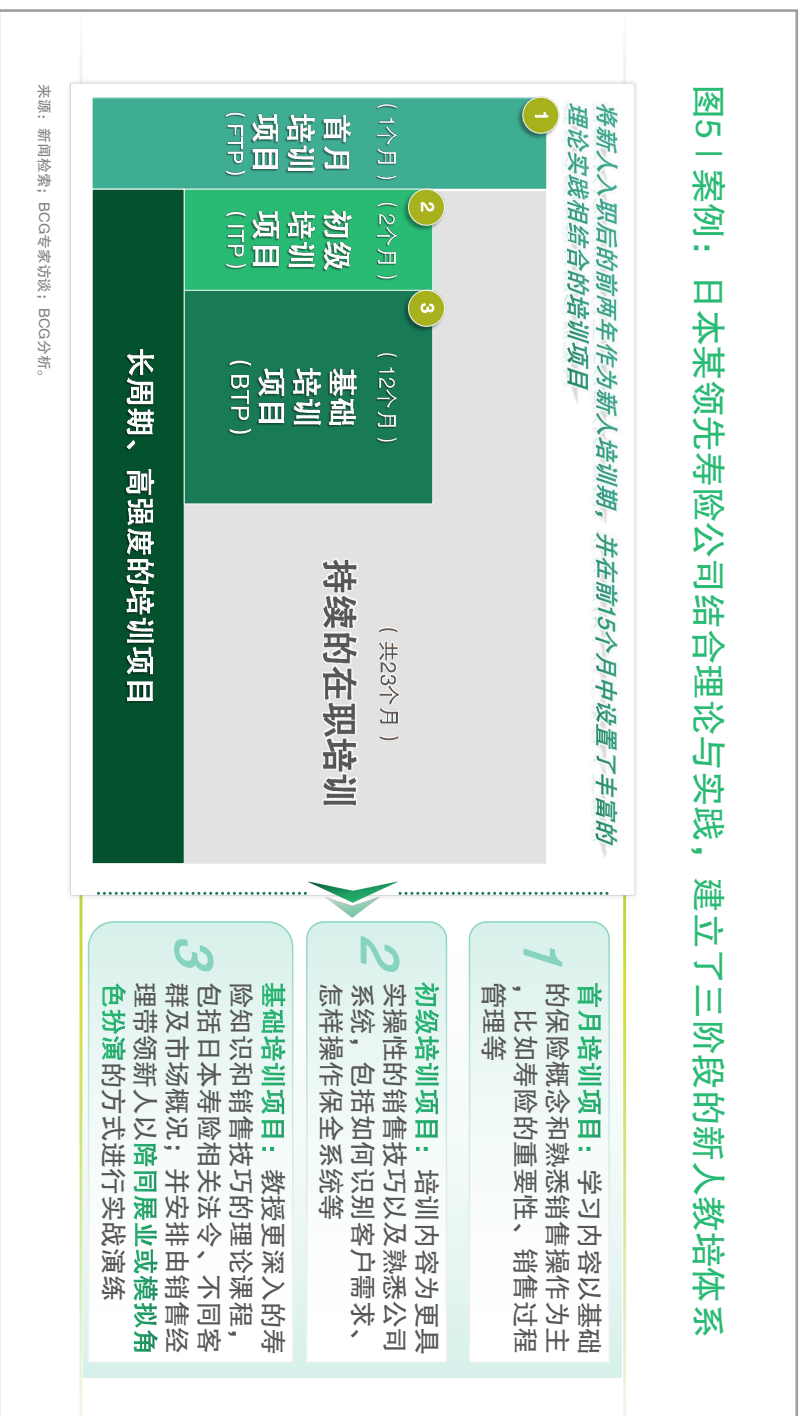 图5 | 案例：日本某领先寿险公司结合理论与实践，建立了三阶段的新人教培体系
将新人入职后的前两年作为新人培训期，并在前15个月中设置了丰富的
理论实践相结合的培训项目
1
（1个月）
首月
培训
项目
（FTP）
2
（2个月）
初级
培训
项目
（ITP）
3
（12个月）
基础
培训
项目
（BTP）
（共23个月）
持续的在职培训
长周期、高强度的培训项目
1
首月培训项目：学习内容以基础
的保险概念和熟悉销售操作为主
，比如寿险的重要性、销售过程
管理等
2
初级培训项目：培训内容为更具
实操性的销售技巧以及熟悉公司
系统，包括如何识别客户需求、
怎样操作保全系统等
3
基础培训项目：教授更深入的寿
险知识和销售技巧的理论课程，
包括日本寿险相关法令、不同客
群及市场概况；并安排由销售经
理带领新人以陪同展业或模拟角
色扮演的方式进行实战演练
来源：新闻检索；BCG专家访谈；BCG分析。